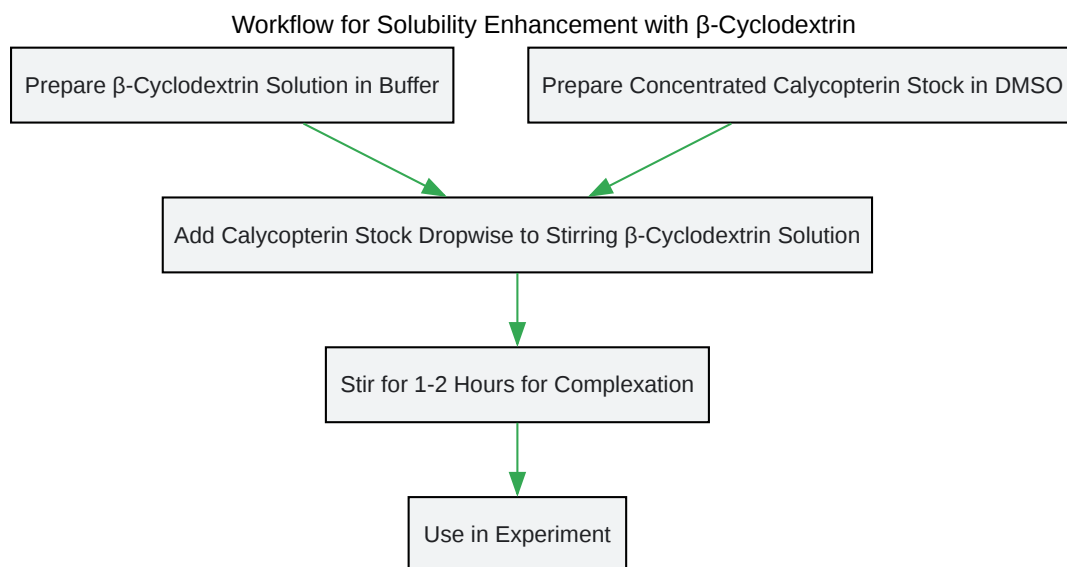 Workflow for Solubility Enhancement with β-Cyclodextrin
Prepare β-Cyclodextrin Solution in Buffer
Prepare Concentrated Calycopterin Stock in DMSO
Add Calycopterin Stock Dropwise to Stirring β-Cyclodextrin Solution
Stir for 1-2 Hours for Complexation
Use in Experiment